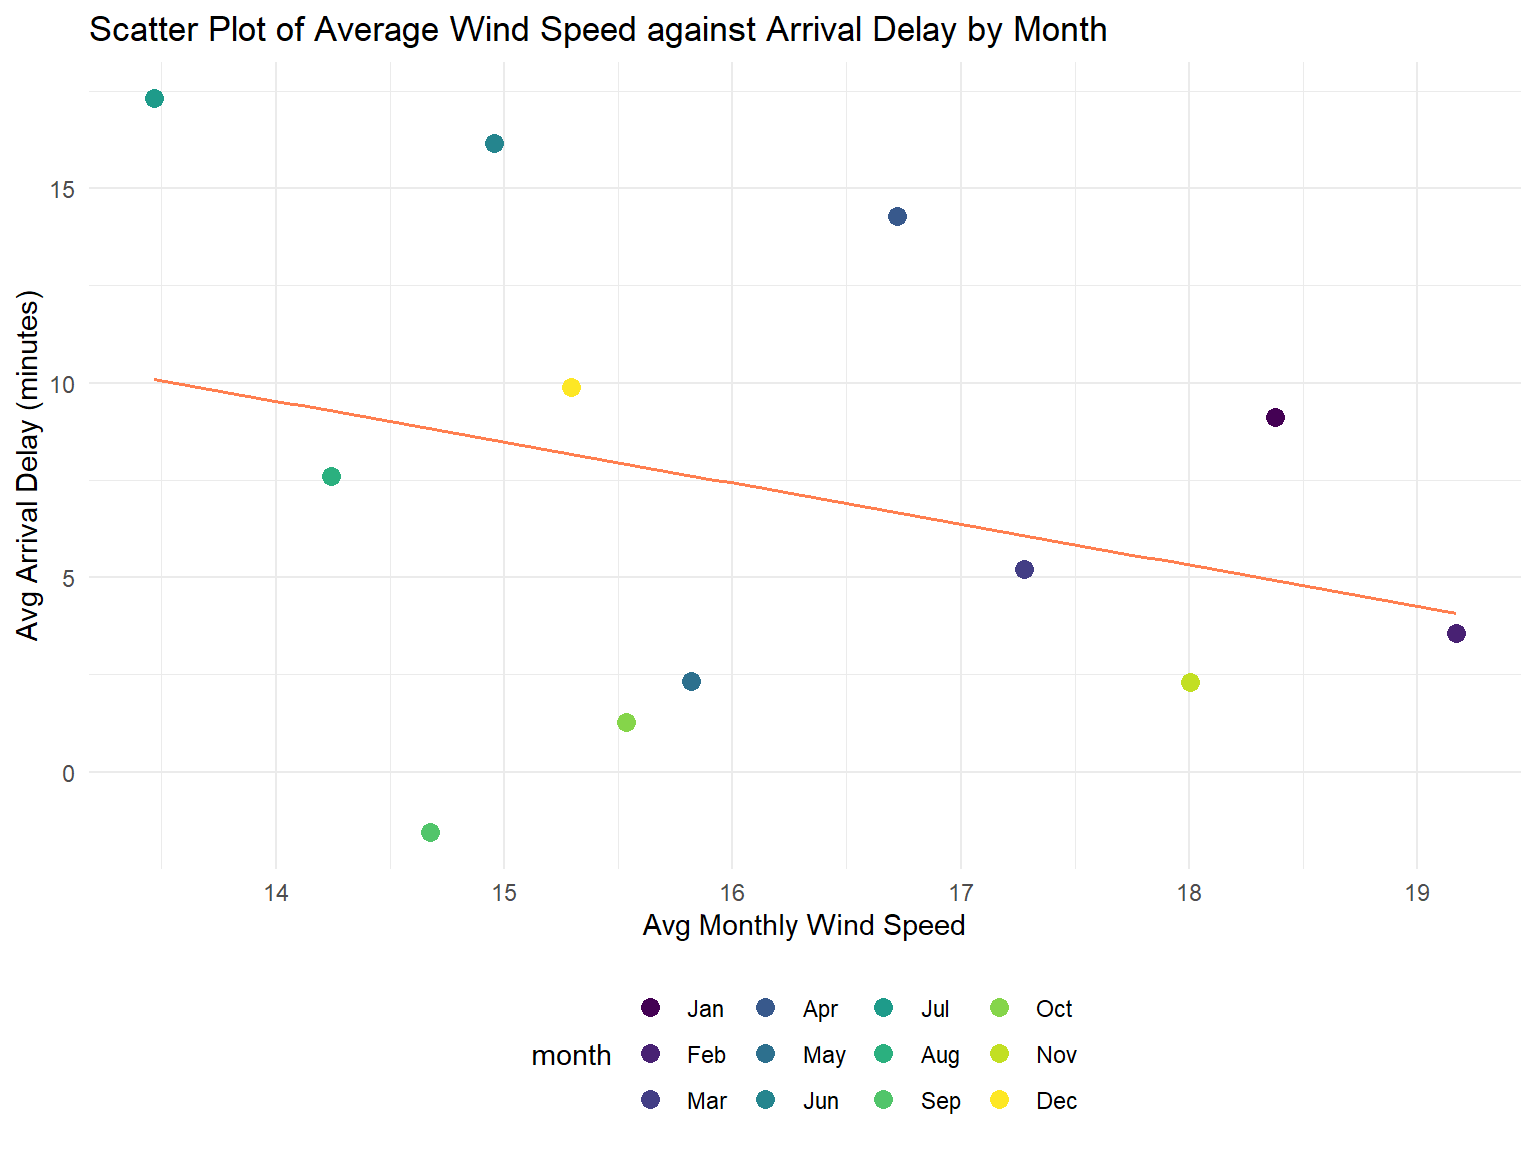 Scatter Plot of Average Wind Speed against Arrival Delay by Month
Avg Arrival Delay (minutes)
15
10
5
0
14 15 16 17 18 19
Avg Monthly Wind Speed
month
Jan Apr Jul Oct
Feb May Aug Nov
Mar Jun Sep Dec